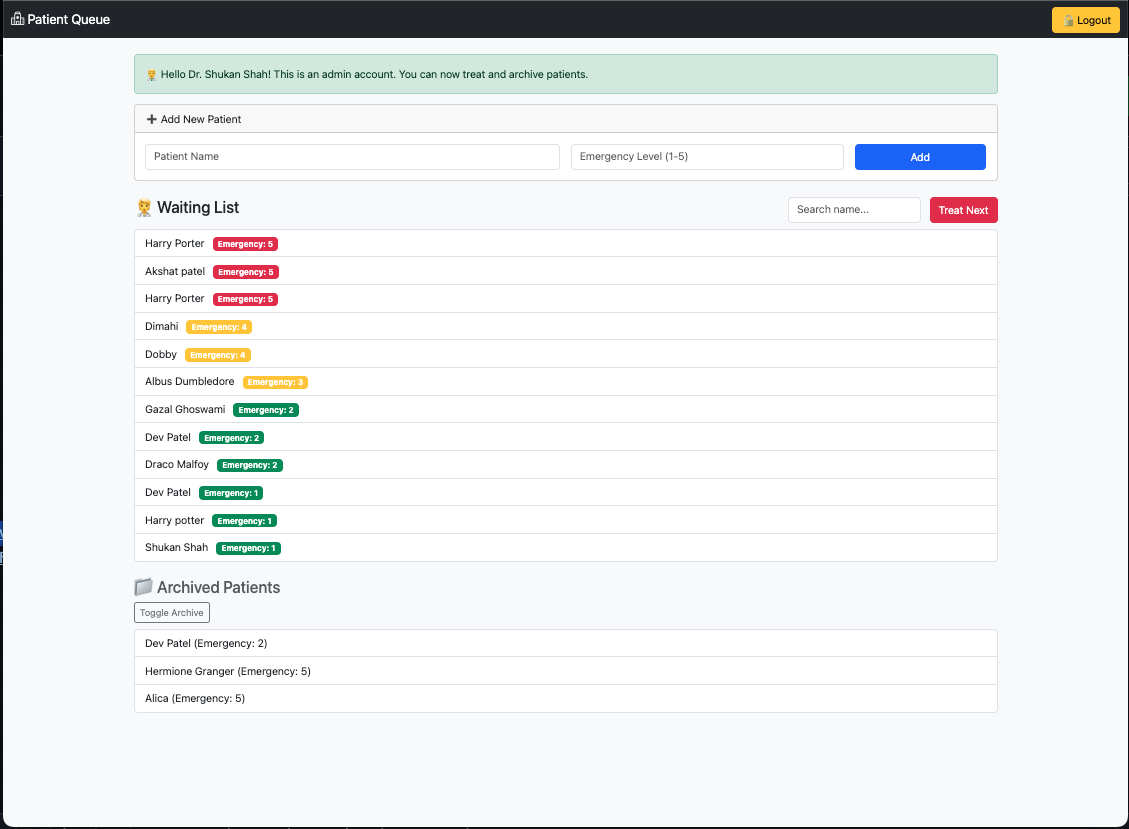 Patient Queue
Logout
Hello Dr. Shukan Shah! This is an admin account. You can now treat and archive patients.
Add New Patient
Patient Name Emergency Level (1-5) Add
Waiting List Search name... Treat Next
Harry Porter Emergency: 5
Akshat patel Emergency: 5
Harry Porter Emergency: 5
Dimahi Emergency: 4
Dobby Emergency: 4
Albus Dumbledore Emergency: 3
Gazal Ghoswami Emergency: 2
Dev Patel Emergency: 2
Draco Malfoy Emergency: 2
Dev Patel Emergency: 1
Harry potter Emergency: 1
Shukan Shah Emergency: 1
Archived Patients
Toggle Archive
Dev Patel (Emergency: 2)
Hermione Granger (Emergency: 5)
Alica (Emergency: 5)